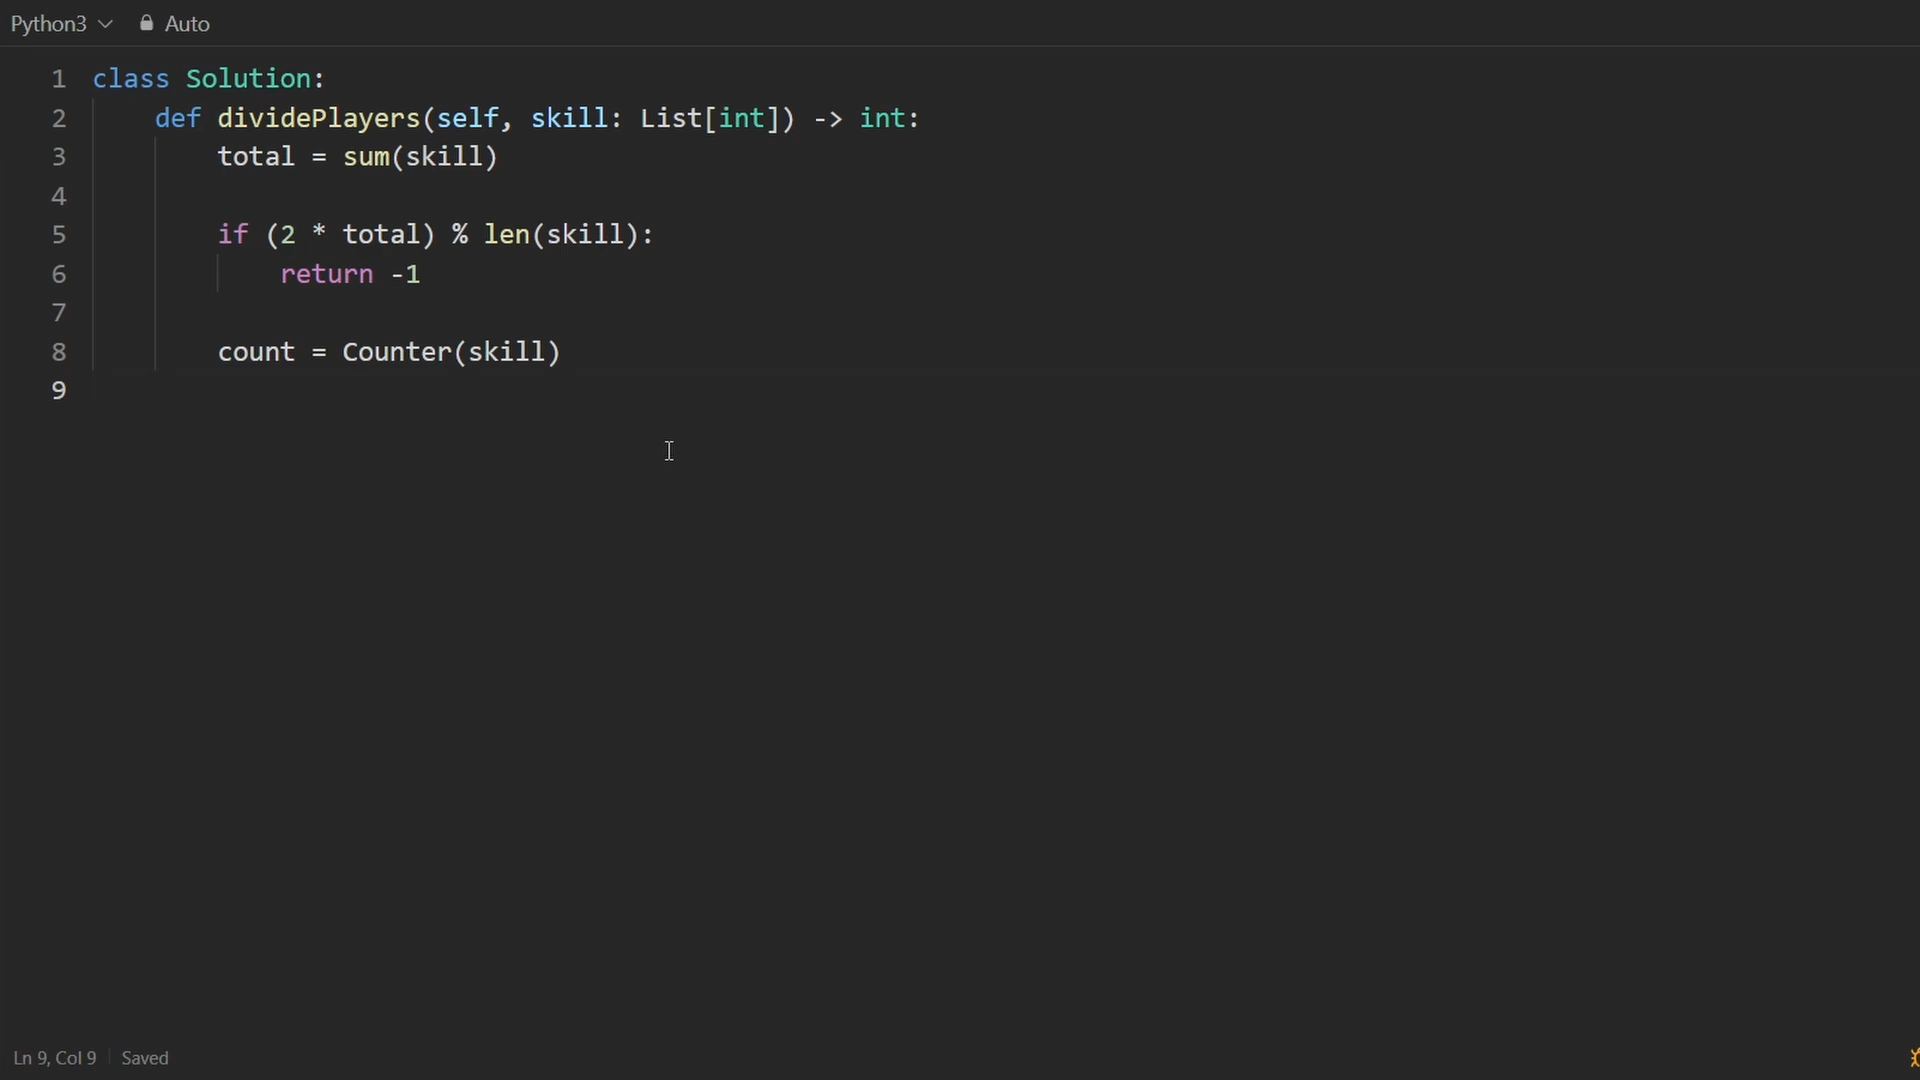 Python3 Auto
1 class Solution:
2 def dividePlayers(self, skill: List[int]) -> int:
3 total = sum(skill)
4
5 if (2 * total) % len(skill):
6 return -1
7
8 count = Counter(skill)
9
Ln 9, Col 9 Saved